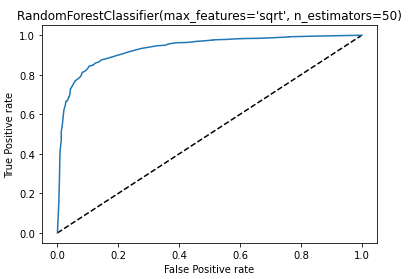 RandomForestClassifier(max_features='sqrt', n_estimators=50)
1.0
0.8
0.6
0.4
0.2
0.0
True Positive rate
0.0 0.2 0.4 0.6 0.8 1.0
False Positive rate